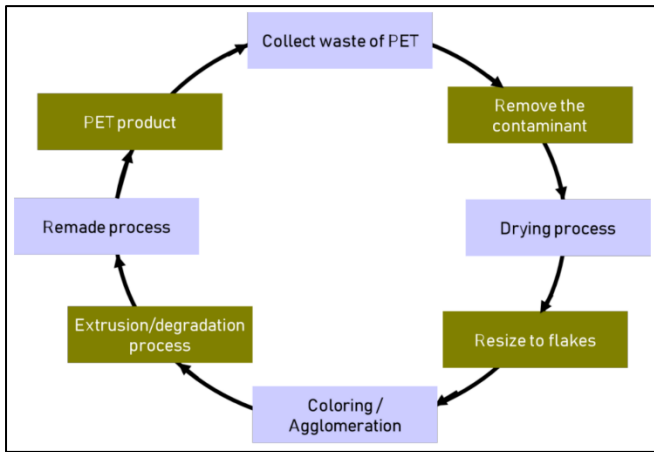 Collect waste of PET
Remove the
contaminant
Drying process
Resize to flakes
Coloring /
Agglomeration
Extrusion/degradation
process
Remade process
PET product